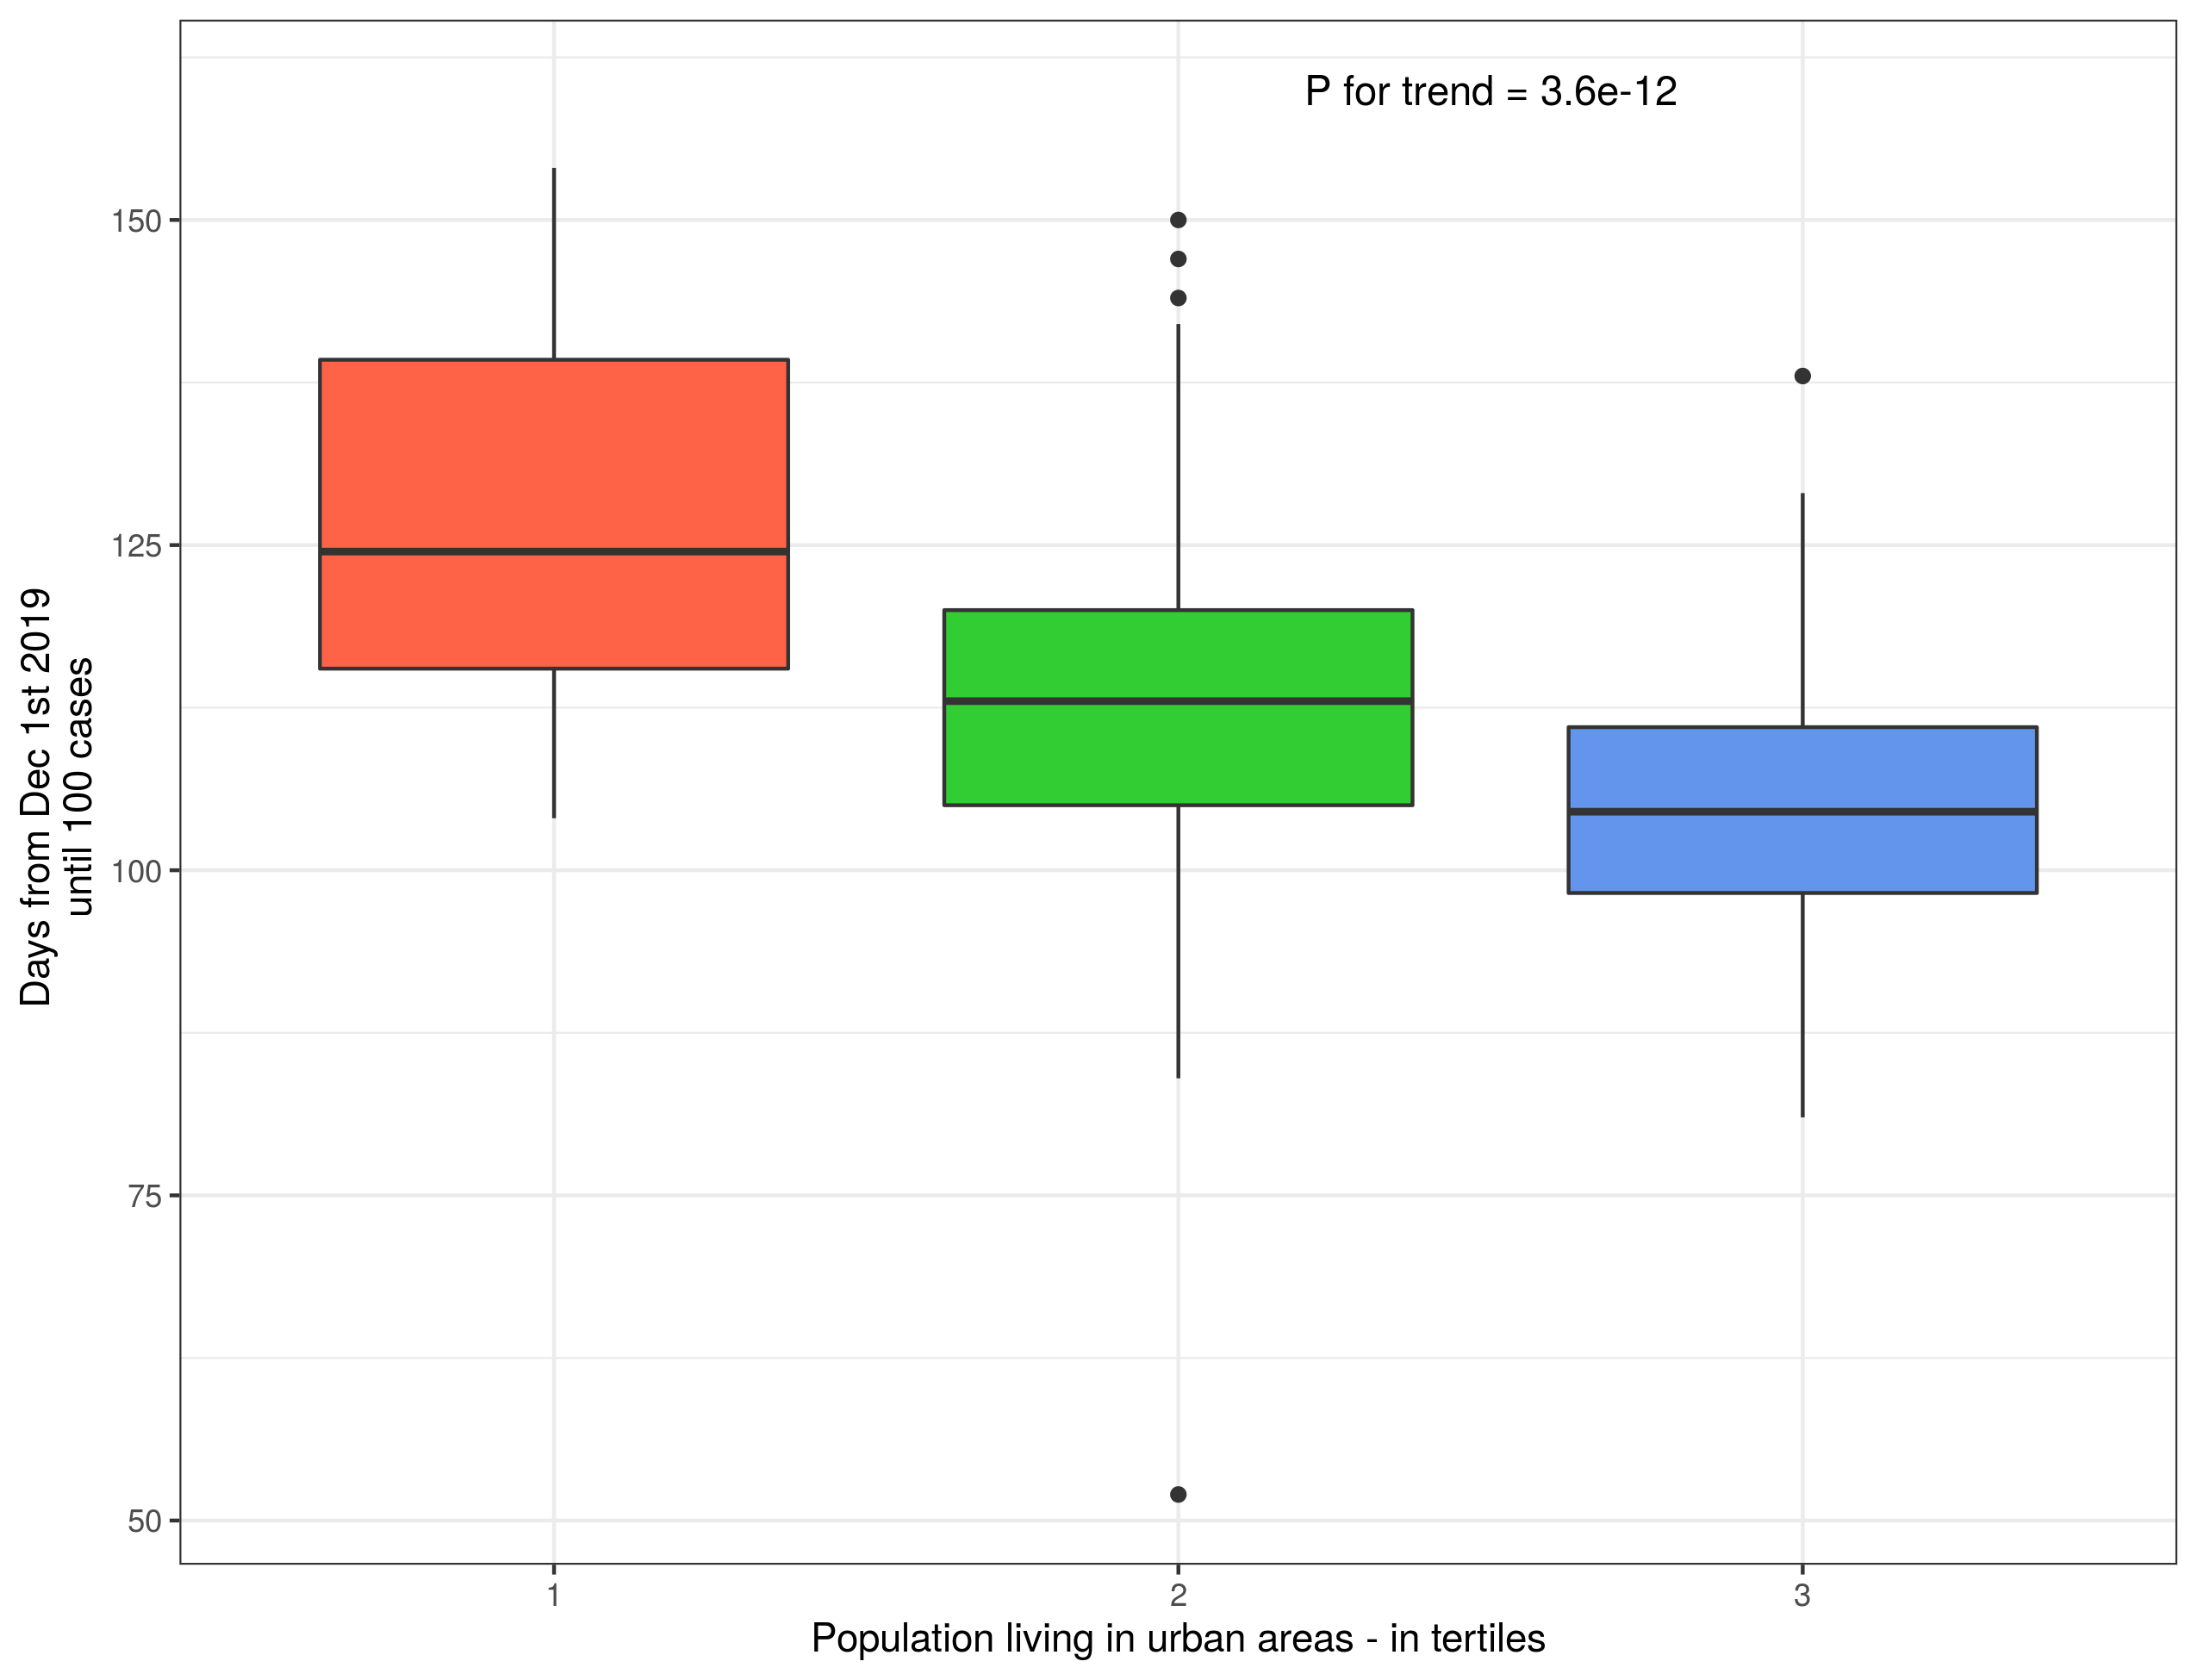 P for trend = 3.6e-12
150
125
100
75
50
Days from Dec 1st 2019
until 100 cases
1
2
3
Population living in urban areas - in tertiles